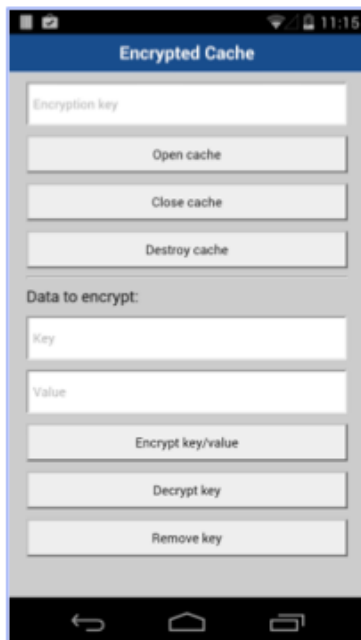 11:15
Encrypted Cache
Encryption key
Open cache
Close cache
Destroy cache
Data to encrypt:
Key
Value
Encrypt key/value
Decrypt key
Remove key